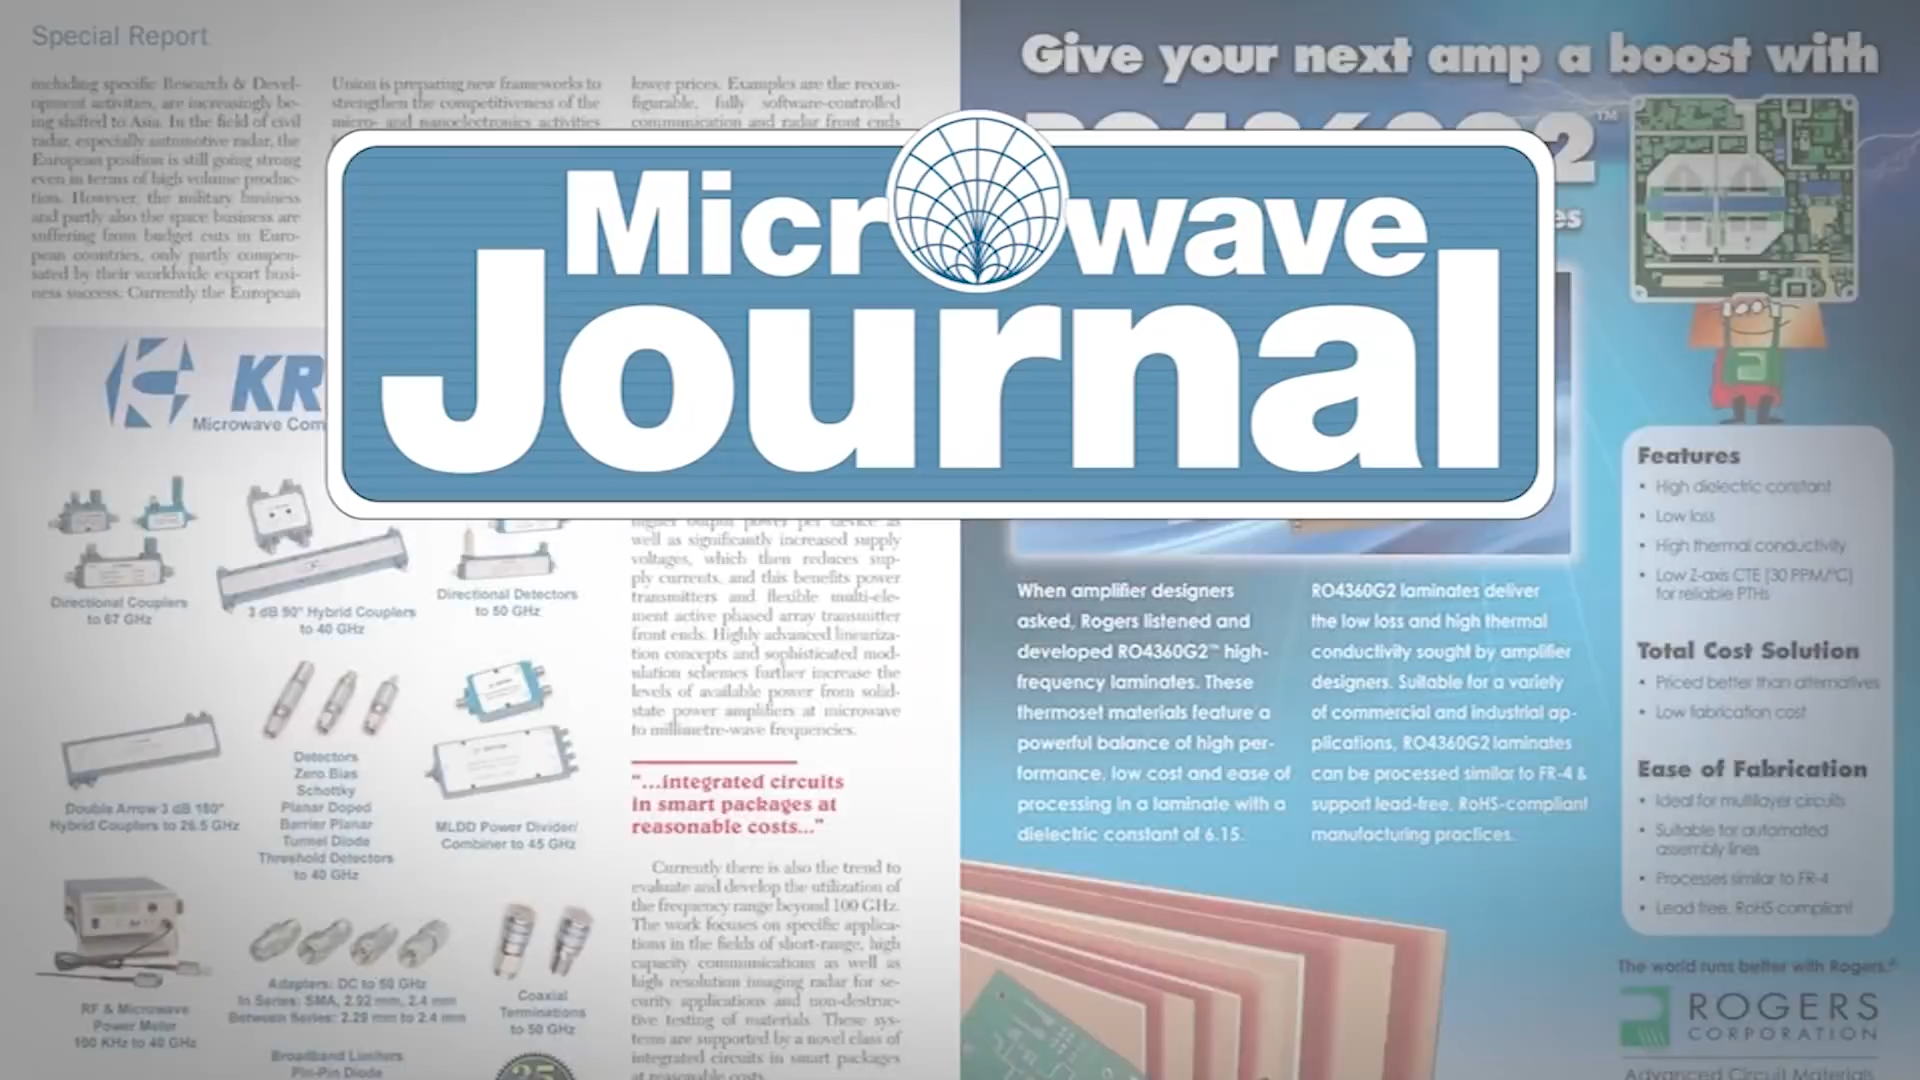 Special Report
including specific Research & Devel-
opment activities, are increasingly be-
ing shifted to Asia. In the field of civil
radar, especially automotive radar, the
European position is still going strong
even in terms of high volume produc-
tion. However, the military business
and partly also the space business are
suffering from budget cuts in Euro-
pean countries, only partly compen-
sated by their worldwide export busi-
ness success. Currently the European
Union is preparing new frameworks to
strengthen the competitiveness of the
micro- and nanoelectronics activities
lower prices. Examples are the recon-
figurable, fully software-controlled
communication and radar front ends
Microwave
Journal
KR
Microwave Com
Directional Couplers
to 67 GHz
3 dB 90° Hybrid Couplers
to 40 GHz
Directional Detectors
to 50 GHz
Double Arrow 3 dB 180°
Hybrid Couplers to 26.5 GHz
Detectors
Zero Bias
Schottky
Planar Doped
Barrier Planar
Tunnel Diode
Threshold Detectors
to 40 GHz
MLDD Power Divider/
Combiner to 45 GHz
RF & Microwave
Power Meter
100 KHz to 40 GHz
Adapters: DC to 50 GHz
In Series: SMA, 2.92 mm, 2.4 mm
Between Series: 2.29 mm to 2.4 mm
Coaxial
Terminations
to 50 GHz
Broadband Limiters
Pin-Pin Diode
higher output power per device as
well as significantly increased supply
voltages, which then reduces sup-
ply currents, and this benefits power
transmitters and flexible multi-ele-
ment active phased array transmitter
front ends. Highly advanced lineariza-
tion concepts and sophisticated mod-
ulation schemes further increase the
levels of available power from solid-
state power amplifiers at microwave
to millimetre-wave frequencies.
"...integrated circuits
in smart packages at
reasonable costs..."
Currently there is also the trend to
evaluate and develop the utilization of
the frequency range beyond 100 GHz.
The work focuses on specific applica-
tions in the fields of short-range, high
capacity communications as well as
high resolution imaging radar for se-
curity applications and non-destruc-
tive testing of materials. These sys-
tems are supported by a novel class of
integrated circuits in smart packages
at reasonable costs.
Give your next amp a boost with
2™
es
When amplifier designers
asked, Rogers listened and
developed RO4360G2™ high-
frequency laminates. These
thermoset materials feature a
powerful balance of high per-
formance, low cost and ease of
processing in a laminate with a
dielectric constant of 6.15.
RO4360G2 laminates deliver
the low loss and high thermal
conductivity sought by amplifier
designers. Suitable for a variety
of commercial and industrial ap-
plications, RO4360G2 laminates
can be processed similar to FR-4 &
support lead-free, RoHS-compliant
manufacturing practices.
Features
• High dielectric constant
• Low loss
• High thermal conductivity
• Low Z-axis CTE (30 PPM/°C)
for reliable PTHs
Total Cost Solution
• Priced better than alternatives
• Low fabrication cost
Ease of Fabrication
• Ideal for multilayer circuits
• Suitable for automated
assembly lines
• Processes similar to FR-4
• Lead free, RoHS compliant
The world runs better with Rogers.®
ROGERS
CORPORATION
Advanced Circuit Materials